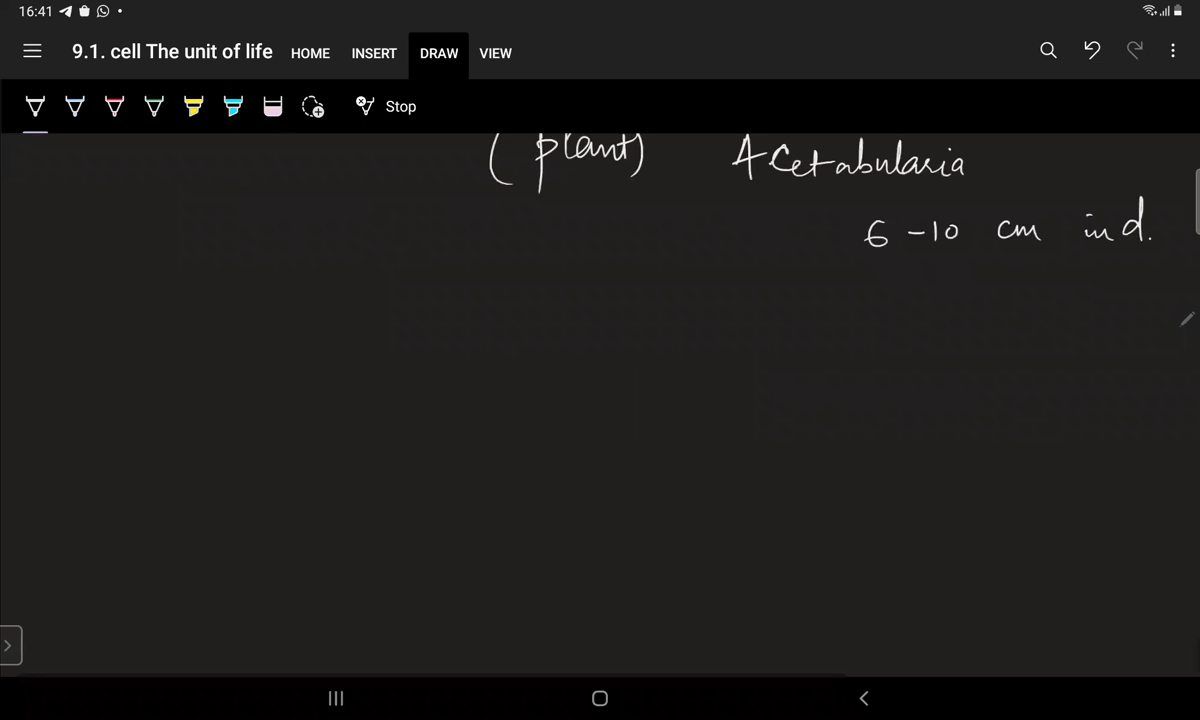 16:41
9.1. cell The unit of life HOME INSERT DRAW VIEW
Stop
(plant) Acetabularia
6-10 cm in d.